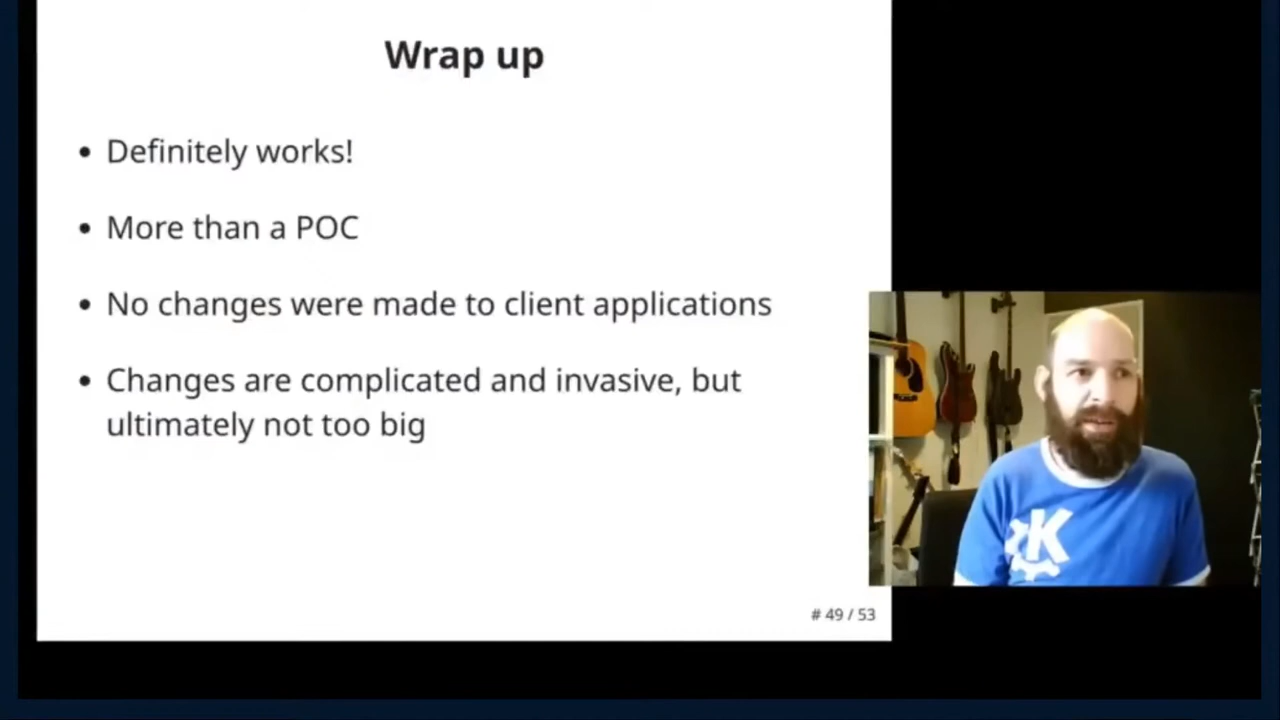 Wrap up
• Definitely works!
• More than a POC
• No changes were made to client applications
• Changes are complicated and invasive, but
ultimately not too big
# 49 / 53
K